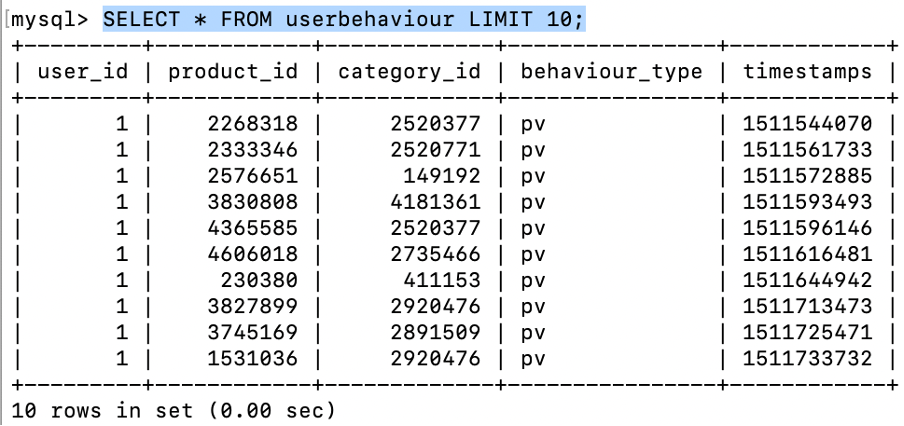 [mysql> SELECT * FROM userbehaviour LIMIT 10;
+---------+------------+-------------+----------------+------------+
| user_id | product_id | category_id | behaviour_type | timestamps |
+---------+------------+-------------+----------------+------------+
|       1 |    2268318 |     2520377 | pv             | 1511544070 |
|       1 |    2333346 |     2520771 | pv             | 1511561733 |
|       1 |    2576651 |      149192 | pv             | 1511572885 |
|       1 |    3830808 |     4181361 | pv             | 1511593493 |
|       1 |    4365585 |     2520377 | pv             | 1511596146 |
|       1 |    4606018 |     2735466 | pv             | 1511616481 |
|       1 |     230380 |      411153 | pv             | 1511644942 |
|       1 |    3827899 |     2920476 | pv             | 1511713473 |
|       1 |    3745169 |     2891509 | pv             | 1511725471 |
|       1 |    1531036 |     2920476 | pv             | 1511733732 |
+---------+------------+-------------+----------------+------------+
10 rows in set (0.00 sec)